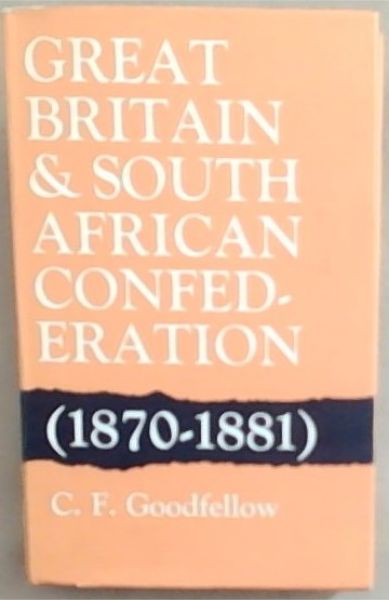 GREAT
BRITAIN
& SOUTH
AFRICAN
CONFED-
ERATION
(1870-1881)
C. F. Goodfellow